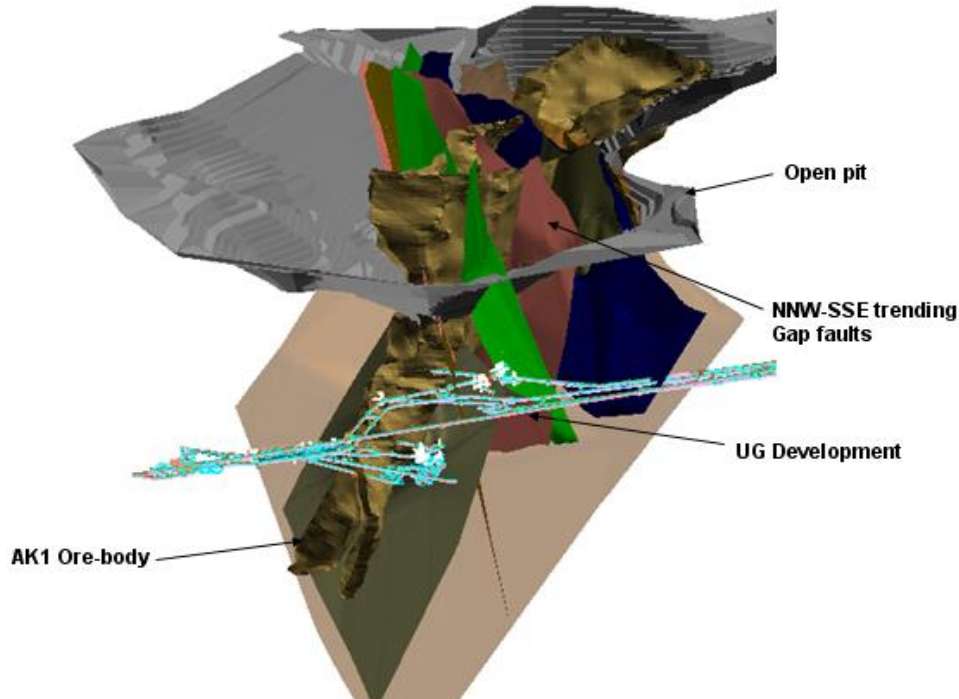 Open pit
NNW-SSE trending
Gap faults
UG Development
AK1 Ore-body